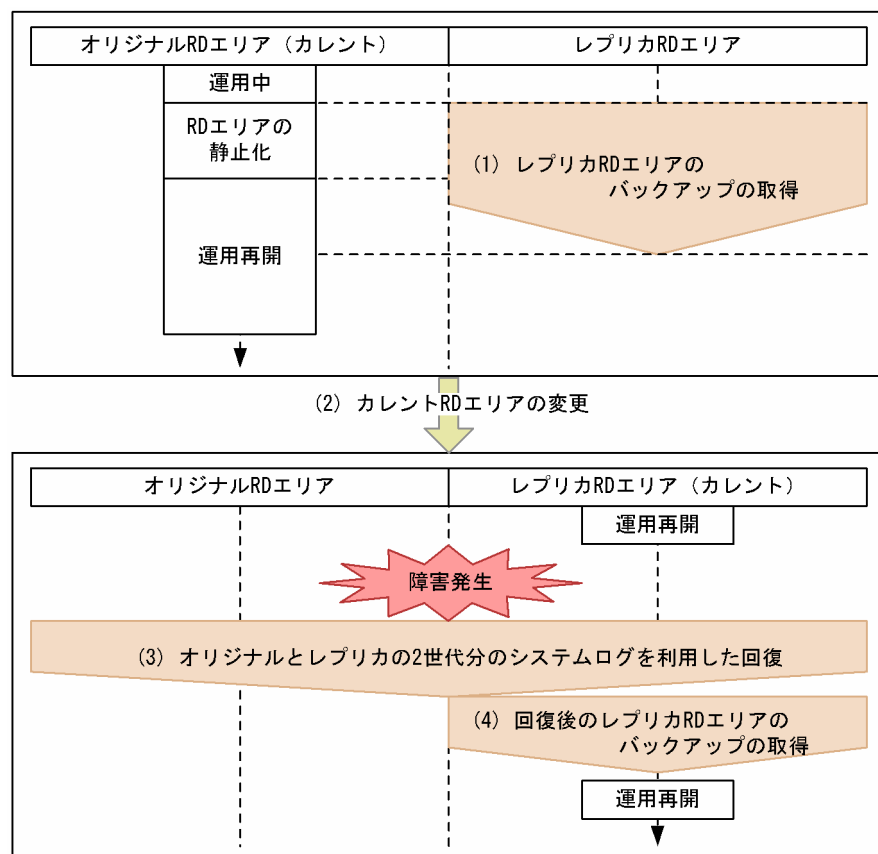 オリジナルRDエリア（カレント）
レプリカRDエリア
運用中
RDエリアの
静止化
(1) レプリカRDエリアの
バックアップの取得
運用再開
(2) カレントRDエリアの変更
オリジナルRDエリア
レプリカRDエリア（カレント）
運用再開
障害発生
(3) オリジナルとレプリカの2世代分のシステムログを利用した回復
(4) 回復後のレプリカRDエリアの
バックアップの取得
運用再開